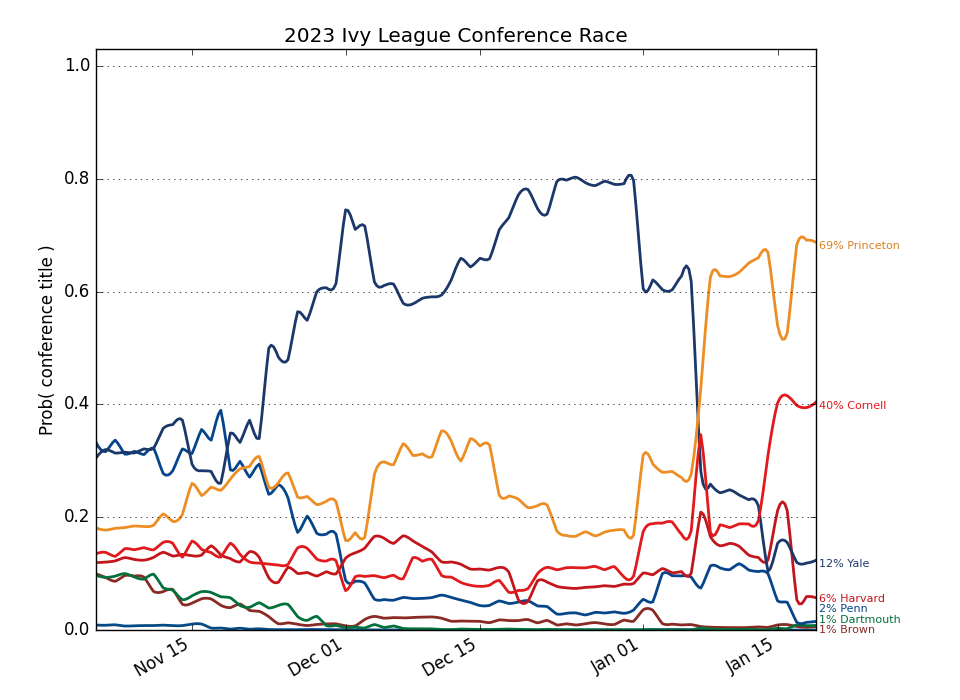 2023 Ivy League Conference Race
Prob( conference title )
1.0
0.8
0.6
0.4
0.2
0.0
Nov 15
Dec 01
Dec 15
Jan 01
Jan 15
69% Princeton
40% Cornell
12% Yale
6% Harvard
2% Penn
1% Dartmouth
1% Brown